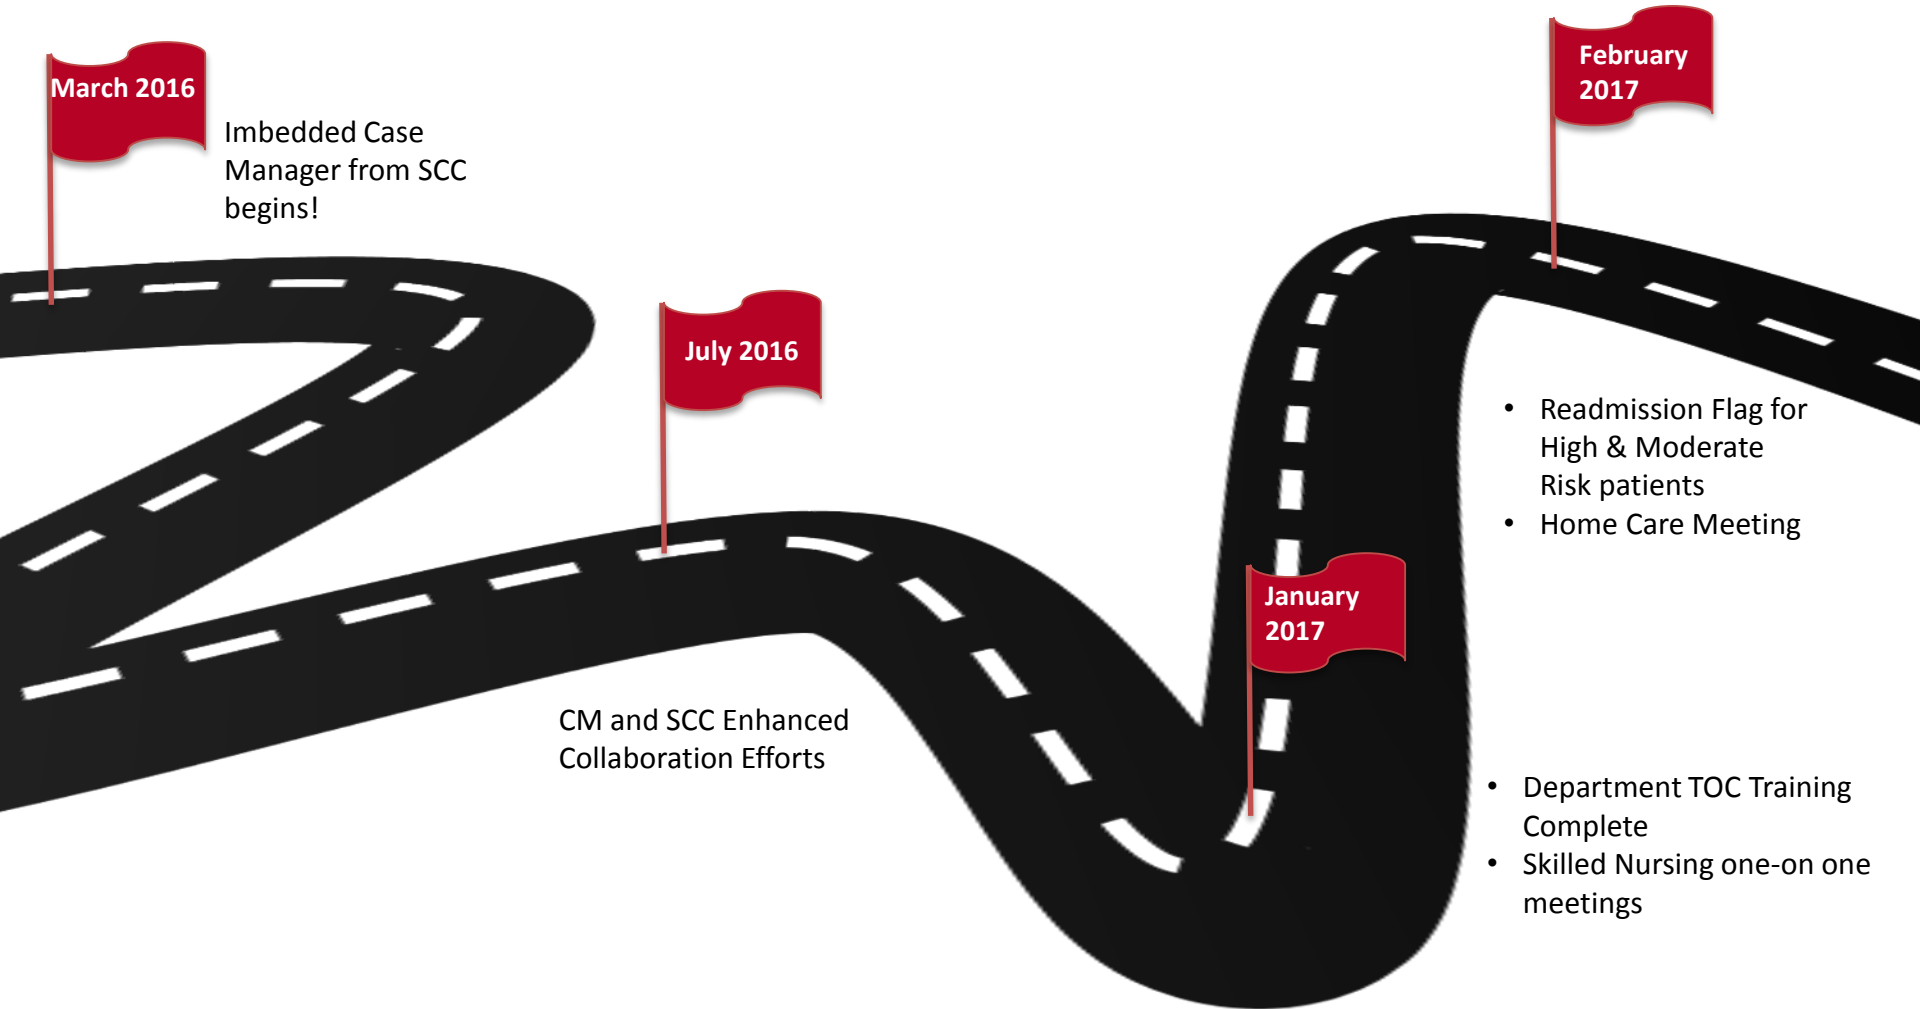 March 2016
Imbedded Case
Manager from SCC
begins!
July 2016
CM and SCC Enhanced
Collaboration Efforts
January
2017
• Department TOC Training
Complete
• Skilled Nursing one-on one
meetings
February
2017
• Readmission Flag for
High & Moderate
Risk patients
• Home Care Meeting